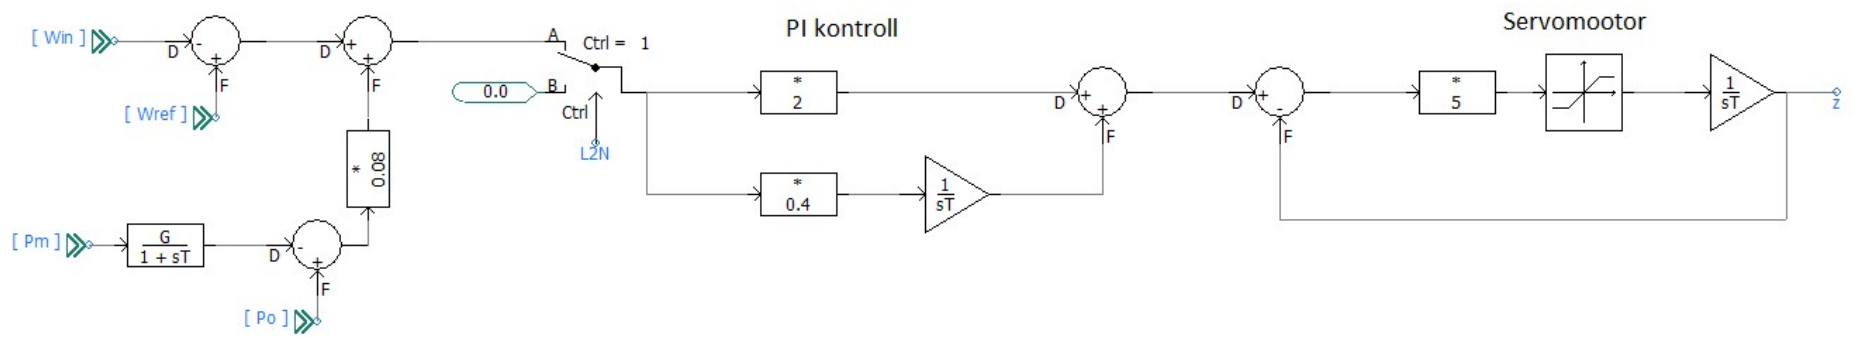 PI kontroll
Servomootor
[ Win ]
D
-
+
F
[ Wref ]
D
+
+
F
A
Ctrl = 1
0.0
B
Ctrl
L2N
*
2
*
0.4
1
sT
D
+
+
F
D
+
-
F
*
5
1
sT
z
*
0.08
[ Pm ]
G
1 + sT
D
-
+
F
[ Po ]